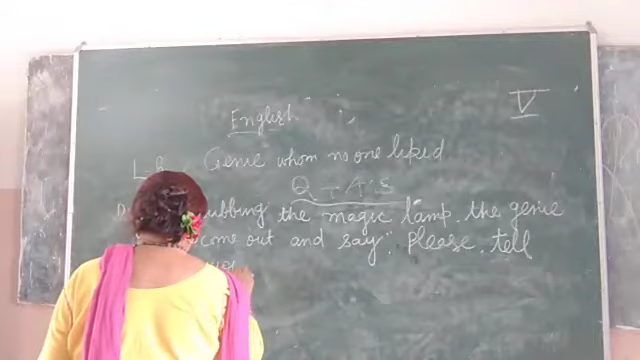 English
V
L
Genie whom no one liked
Q - A's
rubbing the magic lamp. the genie
come out and say, "Please, tell